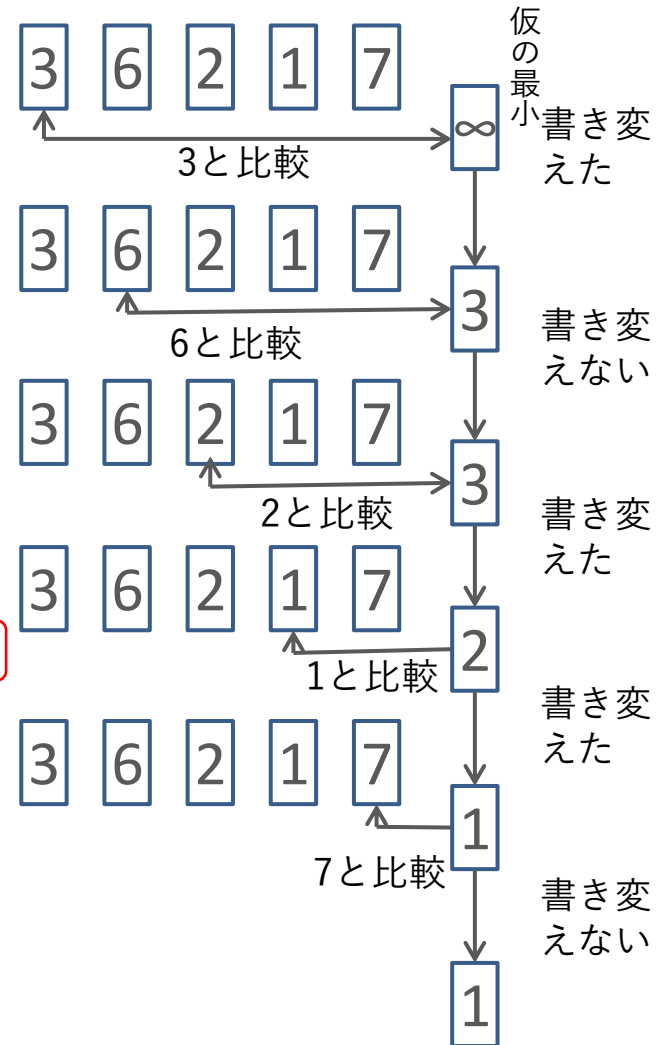 仮の最小
3 6 2 1 7
∞
書き変
えた
3と比較
3 6 2 1 7
3
6と比較
書き変
えない
3 6 2 1 7
3
2と比較
書き変
えた
3 6 2 1 7
2
1と比較
書き変
えた
3 6 2 1 7
1
7と比較
書き変
えない
1